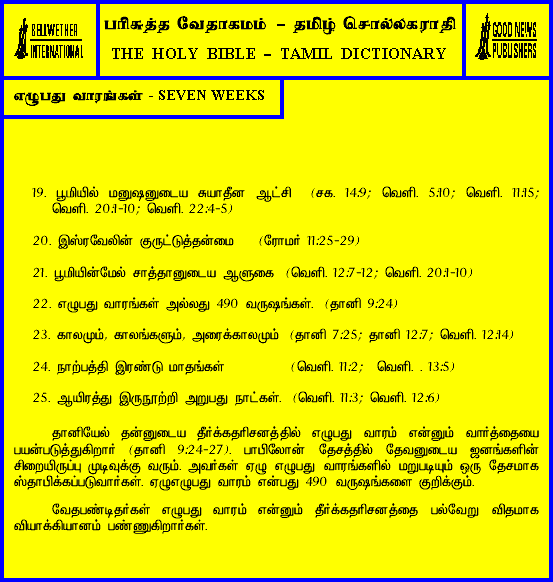 BELLWETHER
INTERNATIONAL
பரிசுத்த வேதாகமம் – தமிழ் சொல்லகராதி
THE HOLY BIBLE – TAMIL DICTIONARY
GOOD NEWS
PUBLISHERS
எழுபது வாரங்கள் - SEVEN WEEKS
19. பூமியில் மனுஷனுடைய சுயாதீன ஆட்சி (சக. 14:9; வெளி. 5:10; வெளி. 11:15;
வெளி. 20:1-10; வெளி. 22:4-5)
20. இஸ்ரவேலின் குருட்டுத்தன்மை (ரோமர் 11:25-29)
21. பூமியின்மேல் சாத்தானுடைய ஆளுகை (வெளி. 12:7-12; வெளி. 20:1-10)
22. எழுபது வாரங்கள் அல்லது 490 வருஷங்கள். (தானி 9:24)
23. காலமும், காலங்களும், அரைக்காலமும் (தானி 7:25; தானி 12:7; வெளி. 12:14)
24. நாற்பத்தி இரண்டு மாதங்கள் (வெளி. 11:2; வெளி. . 13:5)
25. ஆயிரத்து இருநூற்றி அறுபது நாட்கள். (வெளி. 11:3; வெளி. 12:6)
தானியேல் தன்னுடைய தீர்க்கதரிசனத்தில் எழுபது வாரம் என்னும் வார்த்தையை
பயன்படுத்துகிறார் (தானி 9:24-27). பாபிலோன் தேசத்தில் தேவனுடைய ஜனங்களின்
சிறையிருப்பு முடிவுக்கு வரும். அவர்கள் ஏழு எழுபது வாரங்களில் மறுபடியும் ஒரு தேசமாக
ஸ்தாபிக்கப்படுவார்கள். ஏழுஎழுபது வாரம் என்பது 490 வருஷங்களை குறிக்கும்.
வேதபண்டிதர்கள் எழுபது வாரம் என்னும் தீர்க்கதரிசனத்தை பல்வேறு விதமாக
வியாக்கியானம் பண்ணுகிறார்கள்.